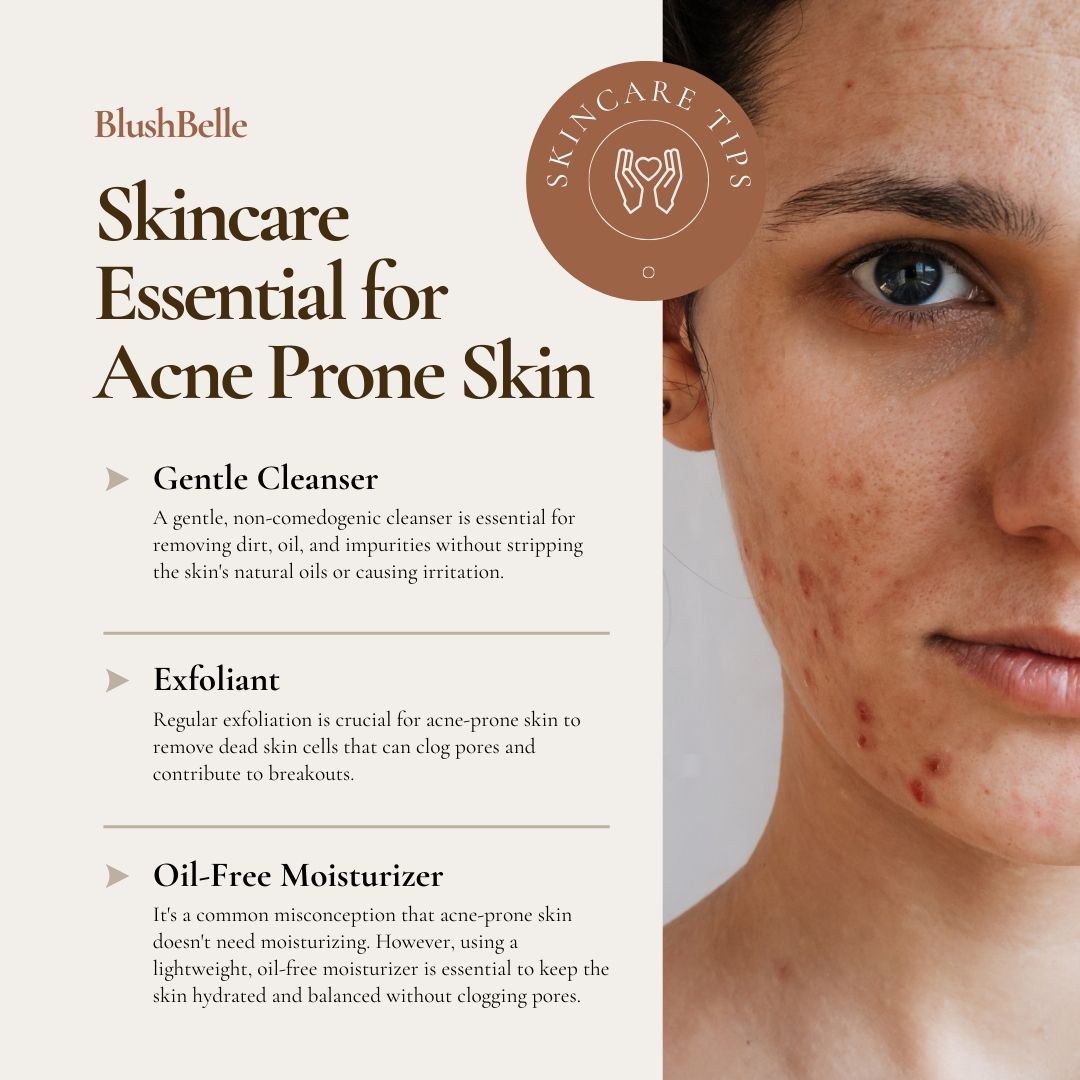 BlushBelle
SKINCARE TIPS
Skincare
Essential for
Acne Prone Skin
Gentle Cleanser
A gentle, non-comedogenic cleanser is essential for
removing dirt, oil, and impurities without stripping
the skin's natural oils or causing irritation.
Exfoliant
Regular exfoliation is crucial for acne-prone skin to
remove dead skin cells that can clog pores and
contribute to breakouts.
Oil-Free Moisturizer
It's a common misconception that acne-prone skin
doesn't need moisturizing. However, using a
lightweight, oil-free moisturizer is essential to keep the
skin hydrated and balanced without clogging pores.